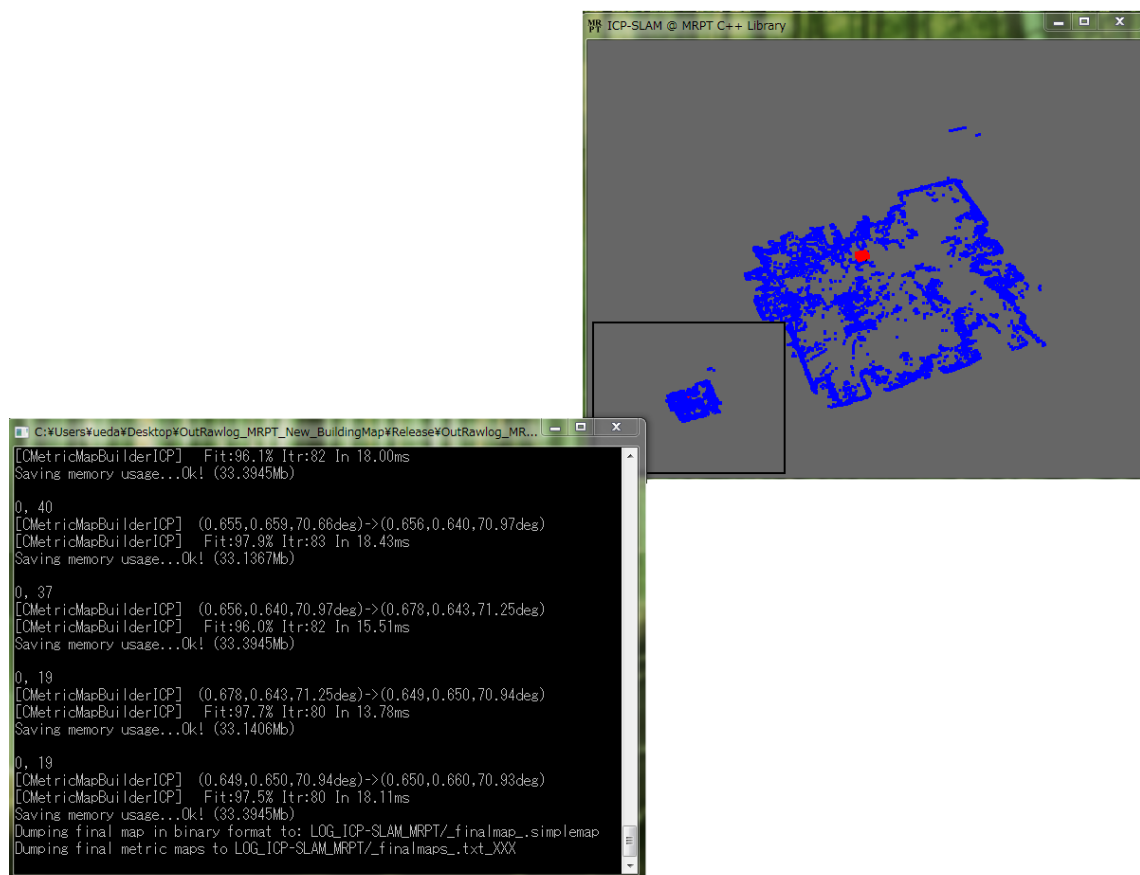 MR
PT ICP-SLAM @ MRPT C++ Library
C:¥Users¥ueda¥Desktop¥OutRawlog_MRPT_New_BuildingMap¥Release¥OutRawlog_MR...
[CMetricMapBuilderICP]  Fit:96.1% Itr:82 In 18.00ms
Saving memory usage...Ok! (33.3945Mb)
0, 40
[CMetricMapBuilderICP]  (0.655,0.659,70.66deg)->(0.656,0.640,70.97deg)
[CMetricMapBuilderICP]  Fit:97.9% Itr:83 In 18.43ms
Saving memory usage...Ok! (33.1367Mb)
0, 37
[CMetricMapBuilderICP]  (0.656,0.640,70.97deg)->(0.678,0.643,71.25deg)
[CMetricMapBuilderICP]  Fit:96.0% Itr:82 In 15.51ms
Saving memory usage...Ok! (33.3945Mb)
0, 19
[CMetricMapBuilderICP]  (0.678,0.643,71.25deg)->(0.649,0.650,70.94deg)
[CMetricMapBuilderICP]  Fit:97.7% Itr:80 In 13.78ms
Saving memory usage...Ok! (33.1406Mb)
0, 19
[CMetricMapBuilderICP]  (0.649,0.650,70.94deg)->(0.650,0.660,70.93deg)
[CMetricMapBuilderICP]  Fit:97.5% Itr:80 In 18.11ms
Saving memory usage...Ok! (33.3945Mb)
Dumping final map in binary format to: LOG_ICP-SLAM_MRPT/_finalmap_.simplemap
Dumping final metric maps to LOG_ICP-SLAM_MRPT/_finalmaps_.txt_XXX